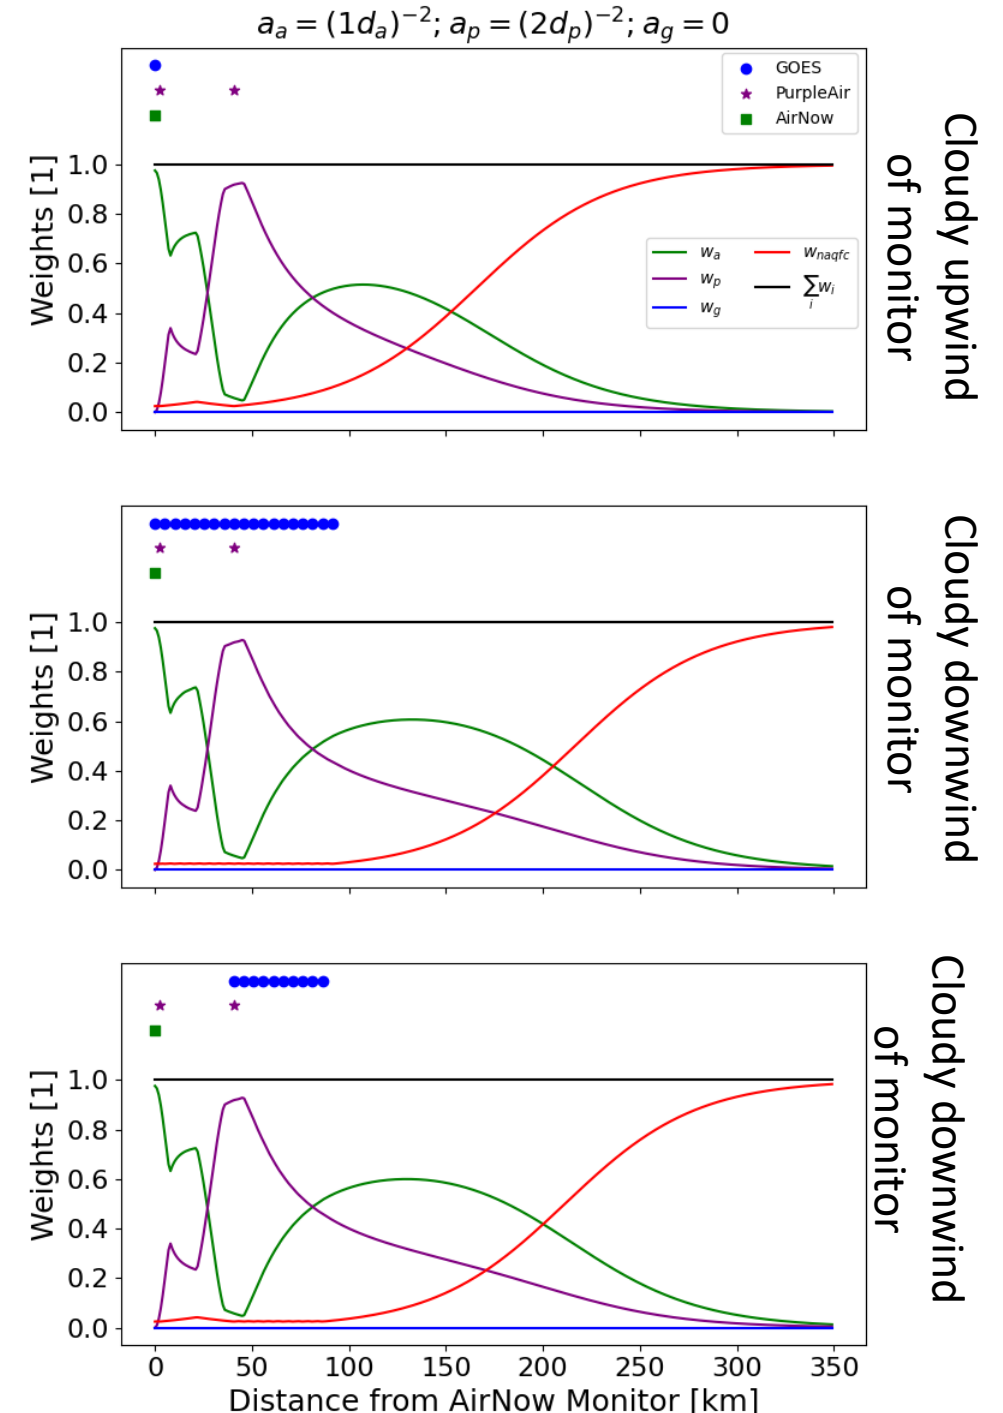 a_a = (1d_a)^{-2}; a_p = (2d_p)^{-2}; a_g = 0
GOES
PurpleAir
AirNow
Weights [1]
1.0
0.8
0.6
0.4
0.2
0.0
w_a
w_p
w_g
w_naqfc
∑_i w_i
Cloudy upwind
of monitor
Weights [1]
1.0
0.8
0.6
0.4
0.2
0.0
Cloudy downwind
of monitor
Weights [1]
1.0
0.8
0.6
0.4
0.2
0.0
Cloudy downwind
of monitor
0 50 100 150 200 250 300 350
Distance from AirNow Monitor [km]